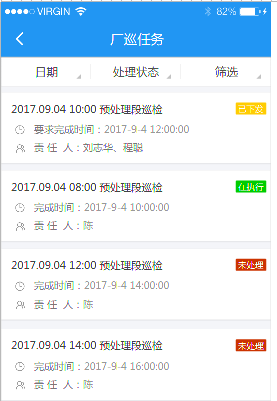 VIRGIN 82%
厂巡任务
日期 处理状态 筛选
2017.09.04 10:00 预处理段巡检 已下发
要求完成时间：2017-9-4 12:00:00
责 任 人：刘志华、程聪
2017.09.04 08:00 预处理段巡检 在执行
完成时间：2017-9-4 10:00:00
责 任 人：陈
2017.09.04 12:00 预处理段巡检 未处理
完成时间：2017-9-4 14:00:00
责 任 人：陈
2017.09.04 14:00 预处理段巡检 未处理
完成时间：2017-9-4 16:00:00
责 任 人：陈